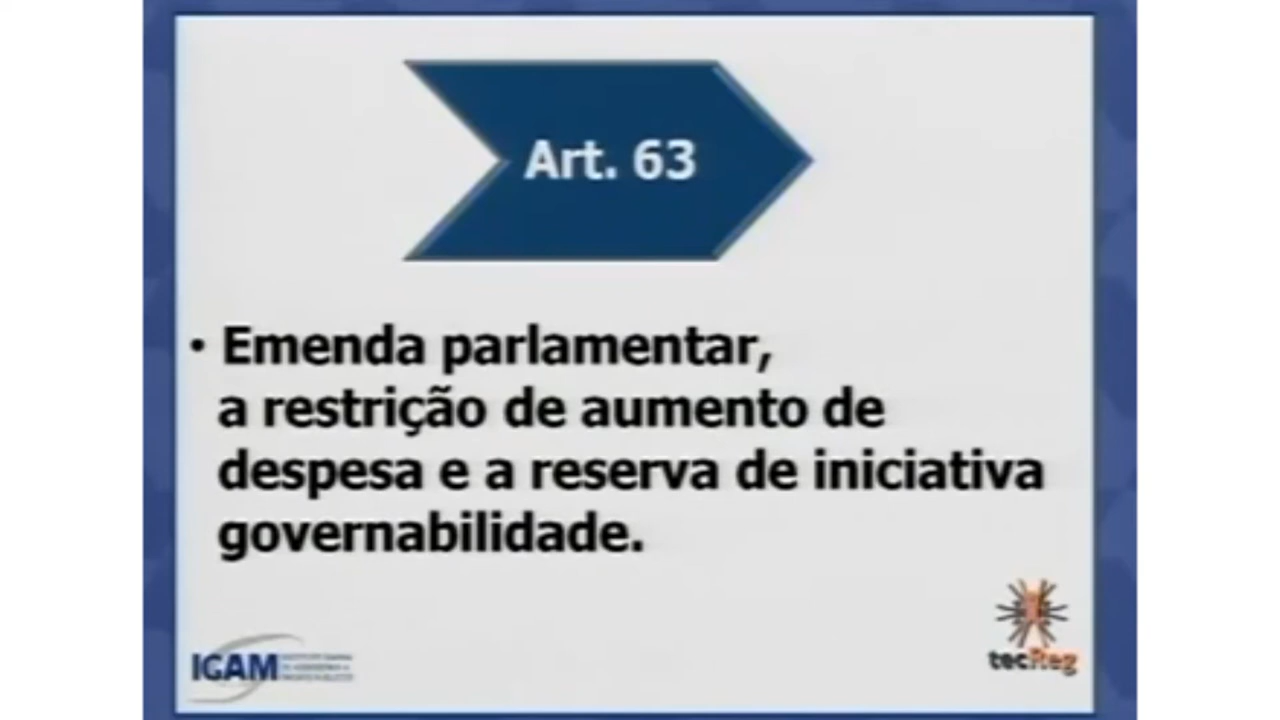 Art. 63
• Emenda parlamentar,
a restrição de aumento de
despesa e a reserva de iniciativa
governabilidade.
IGAM
tecReg